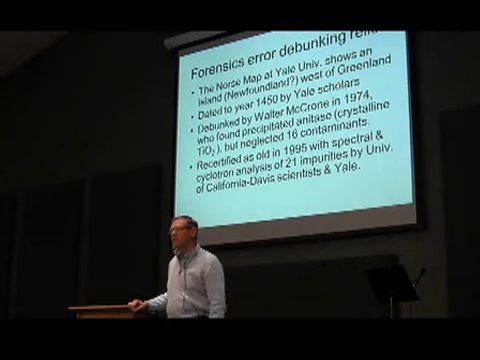 Forensics error debunking
• The Norse Map at Yale Univ. shows an
island (Newfoundland?) west of Greenland
• Dated to year 1450 by Yale scholars
• Debunked by Walter McCrone in 1974,
who found precipitated anitase (crystalline
TiO2), but neglected 16 contaminants.
• Recertified as old in 1995 with spectral &
cyclotron analysis of 21 impurities by Univ.
of California-Davis scientists & Yale.